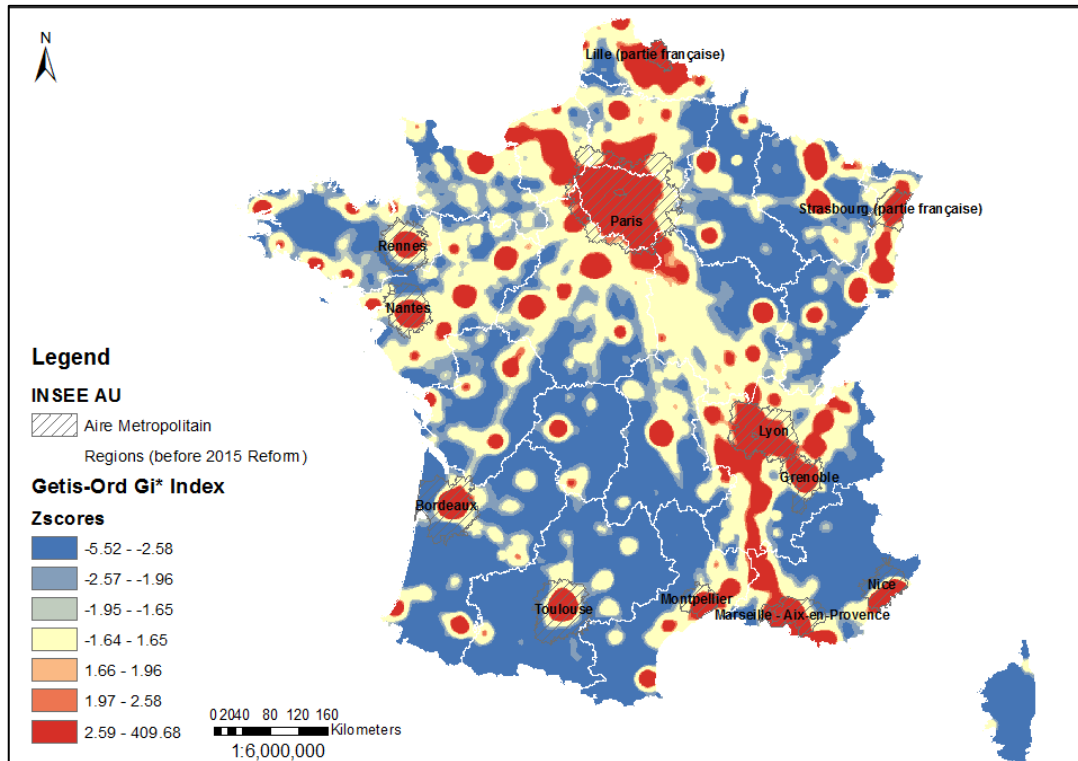 N
Lille (partie française)
Paris
Strasbourg (partie française)
Rennes
Nantes
Lyon
Grenoble
Bordeaux
Toulouse
Montpellier
Nice
Marseille - Aix-en-Provence
Legend
INSEE AU
Aire Metropolitain
Regions (before 2015 Reform)
Getis-Ord Gi* Index
Zscores
-5.52 - -2.58
-2.57 - -1.96
-1.95 - -1.65
-1.64 - 1.65
1.66 - 1.96
1.97 - 2.58
2.59 - 409.68
0 20 40 80 120 160
Kilometers
1:6,000,000